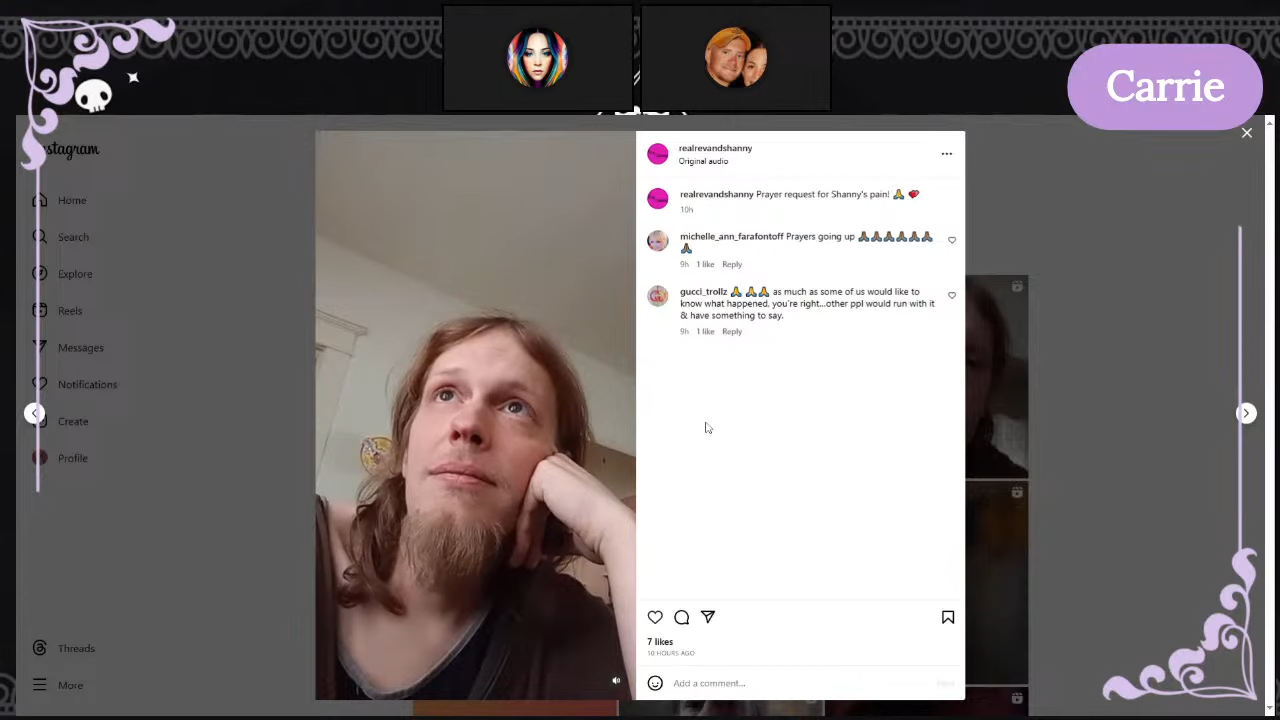 Carrie
stagram
Home
Search
Explore
Reels
Messages
Notifications
Create
Profile
Threads
More
realrevandshanny
Original audio
realrevandshanny Prayer request for Shanny's pain! 🙏 💝
10h
michelle_ann_farafontoff Prayers going up 🙏🙏🙏🙏🙏🙏
🙏
9h 1 like Reply
gucci_trollz 🙏 🙏🙏 as much as some of us would like to
know what happened, you're right...other ppl would run with it
& have something to say.
9h 1 like Reply
7 likes
10 HOURS AGO
Add a comment...